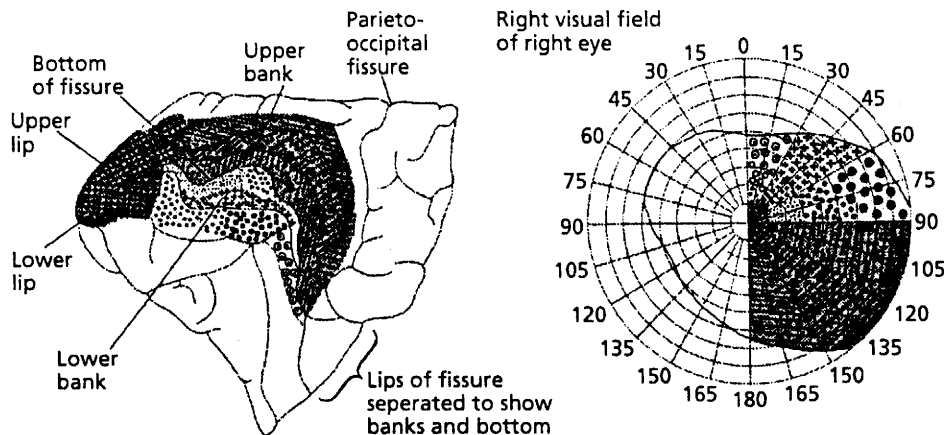 Parieto-
occipital
fissure
Upper
bank
Bottom
of fissure
Upper
lip
Lower
lip
Lower
bank
Lips of fissure
seperated to show
banks and bottom
Right visual field
of right eye
0
15
15
30
30
45
45
60
60
75
75
90
90
105
105
120
120
135
135
150
150
165
165
180